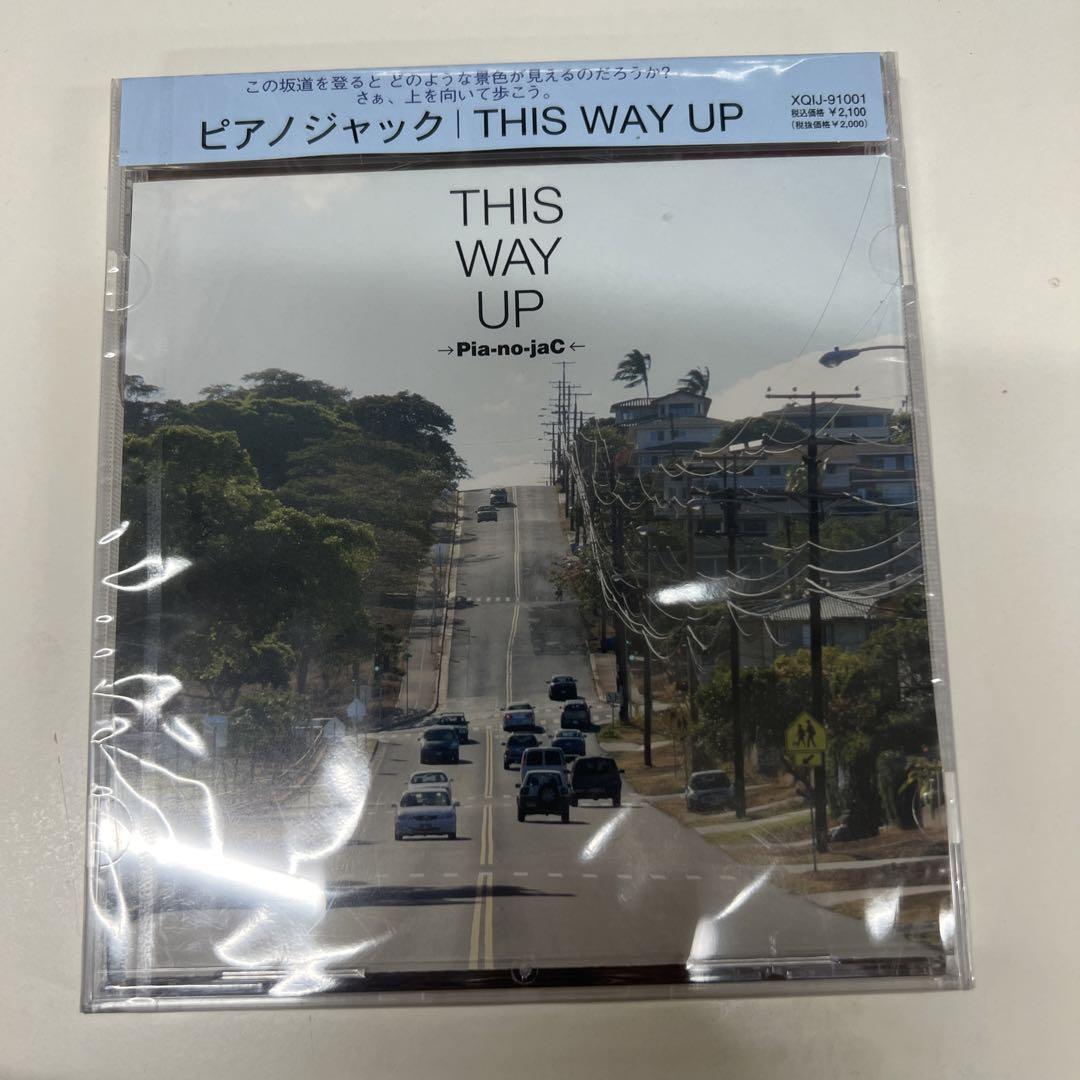 この坂道を登ると どのような景色が見えるのだろうか?
さぁ、上を向いて歩こう。
ピアノジャック | THIS WAY UP
XQIJ-91001
税込価格 ¥2,100
(税抜価格¥2,000)
THIS
WAY
UP
→Pia-no-jaC←